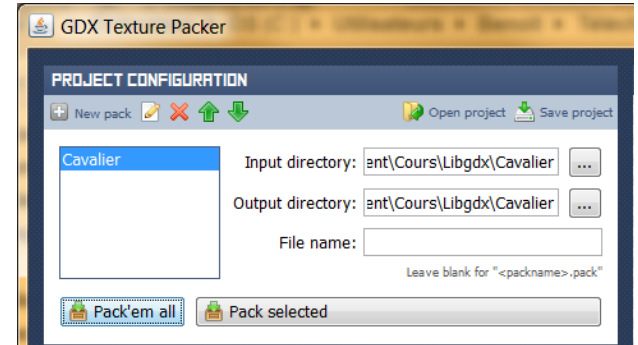 GDX Texture Packer
PROJECT CONFIGURATION
New pack Open project Save project
Cavalier
Input directory: ent\Cours\Libgdx\Cavalier ...
Output directory: ent\Cours\Libgdx\Cavalier ...
File name:
Leave blank for "<packname>.pack"
Pack'em all Pack selected